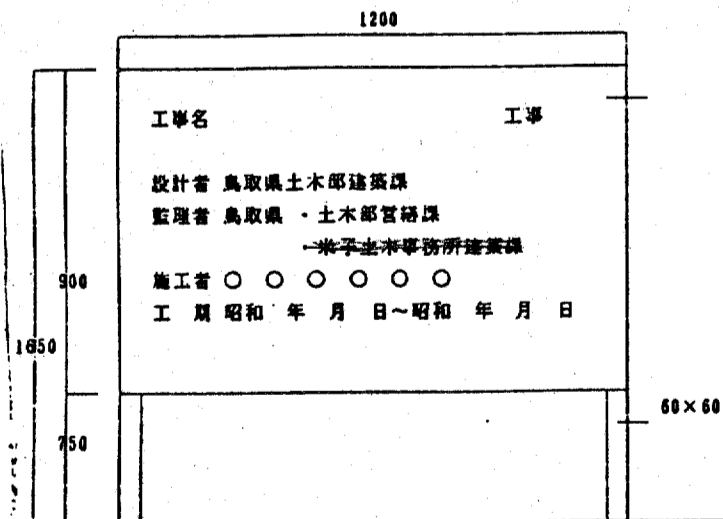 1200
工事名 工事
設計者 鳥取県土木部建築課
監理者 鳥取県 ・土木部営繕課
・米子土木事務所建築課
施工者 ○ ○ ○ ○ ○ ○
900
工 期 昭和 年 月 日~昭和 年 月 日
1650
60×60
750